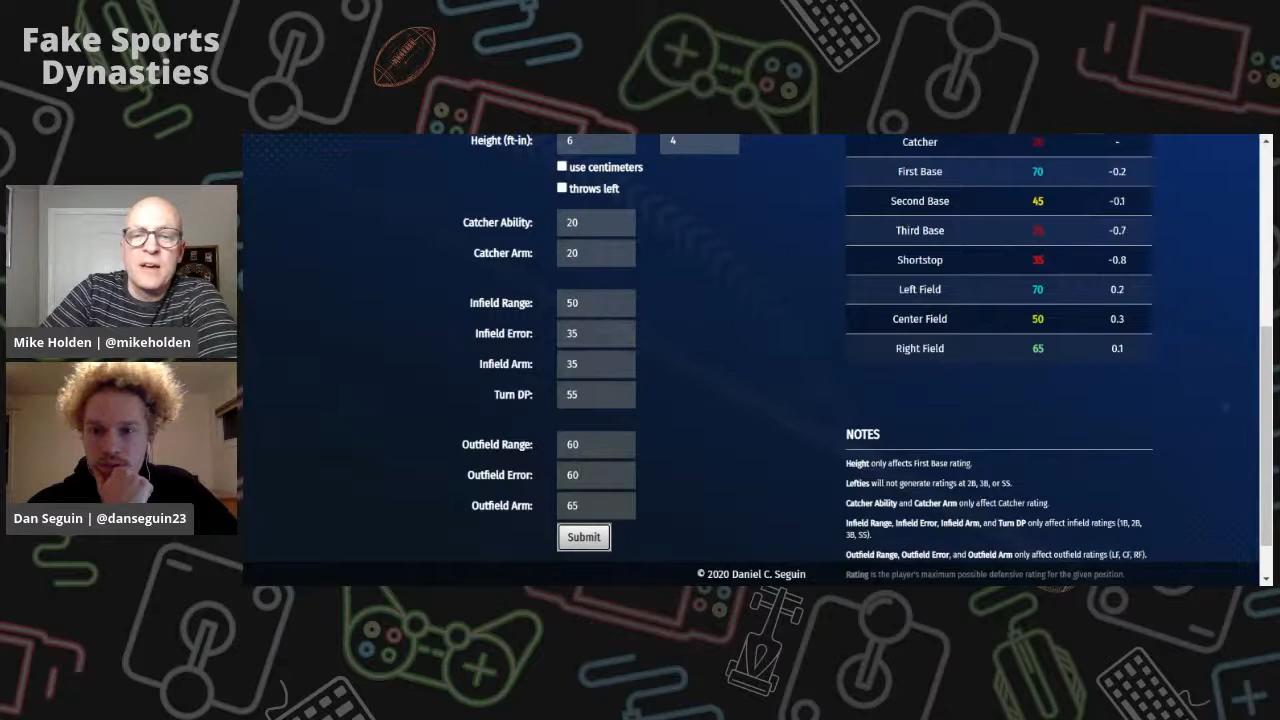 Fake Sports
Dynasties
Mike Holden | @mikeholden
Dan Seguin | @danseguin23
Height (ft-in): 6 4
use centimeters
throws left
Catcher Ability: 20
Catcher Arm: 20
Infield Range: 50
Infield Error: 35
Infield Arm: 35
Turn DP: 55
Outfield Range: 60
Outfield Error: 60
Outfield Arm: 65
Submit
Catcher 20 -
First Base 70 -0.2
Second Base 45 -0.1
Third Base -0.7
Shortstop 35 -0.8
Left Field 70 0.2
Center Field 50 0.3
Right Field 65 0.1
NOTES
Height only affects First Base rating.
Lefties will not generate ratings at 2B, 3B, or SS.
Catcher Ability and Catcher Arm only affect Catcher rating.
Infield Range, Infield Error, Infield Arm, and Turn DP only affect infield ratings (1B, 2B,
3B, SS).
Outfield Range, Outfield Error, and Outfield Arm only affect outfield ratings (LF, CF, RF).
Rating is the player's maximum possible defensive rating for the given position.
© 2020 Daniel C. Seguin